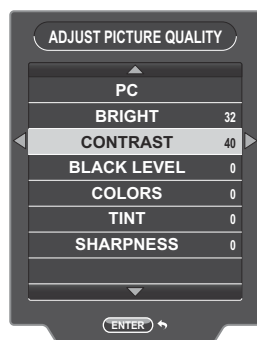 ADJUST PICTURE QUALITY
PC
BRIGHT 32
CONTRAST 40
BLACK LEVEL 0
COLORS 0
TINT 0
SHARPNESS 0
ENTER